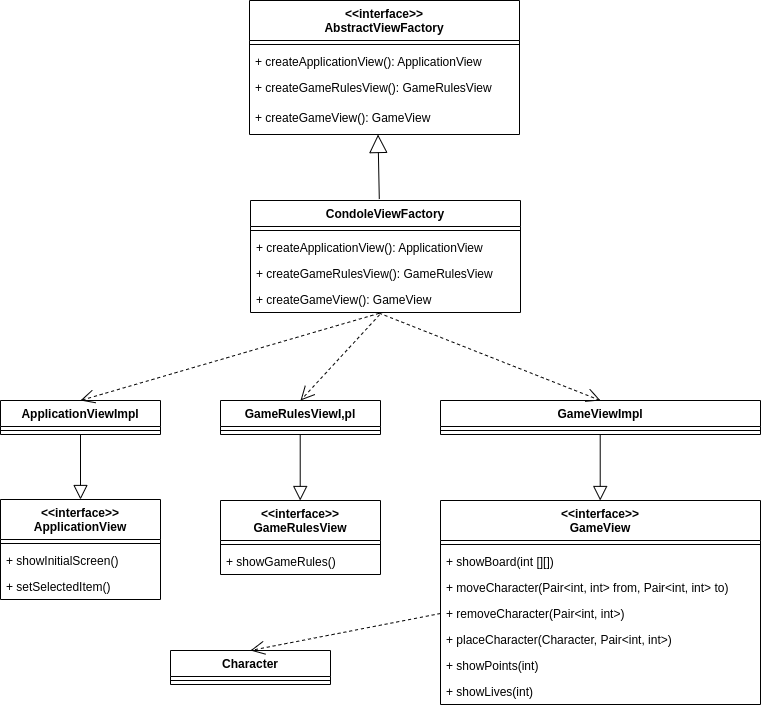 <<interface>>
AbstractViewFactory
+ createApplicationView(): ApplicationView
+ createGameRulesView(): GameRulesView
+ createGameView(): GameView
CondoleViewFactory
+ createApplicationView(): ApplicationView
+ createGameRulesView(): GameRulesView
+ createGameView(): GameView
ApplicationViewImpl
GameRulesViewI,pl
GameViewImpl
<<interface>>
ApplicationView
+ showInitialScreen()
+ setSelectedItem()
<<interface>>
GameRulesView
+ showGameRules()
<<interface>>
GameView
+ showBoard(int [][])
+ moveCharacter(Pair<int, int> from, Pair<int, int> to)
+ removeCharacter(Pair<int, int>)
+ placeCharacter(Character, Pair<int, int>)
+ showPoints(int)
+ showLives(int)
Character